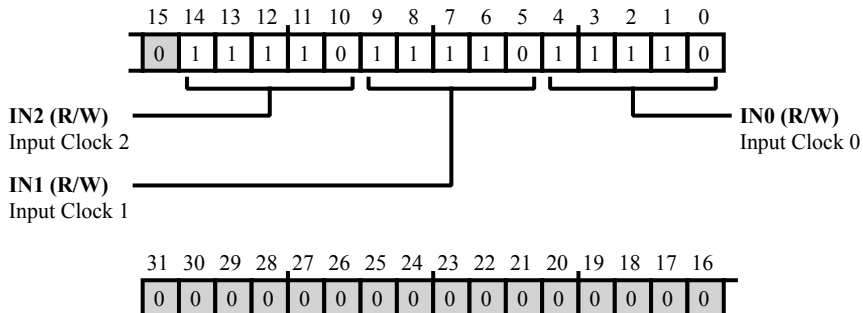 15 14 13 12 11 10 9 8 7 6 5 4 3 2 1 0
0 1 1 1 1 0 1 1 1 1 0 1 1 1 1 0
IN2 (R/W)
Input Clock 2
IN0 (R/W)
Input Clock 0
IN1 (R/W)
Input Clock 1
31 30 29 28 27 26 25 24 23 22 21 20 19 18 17 16
0 0 0 0 0 0 0 0 0 0 0 0 0 0 0 0